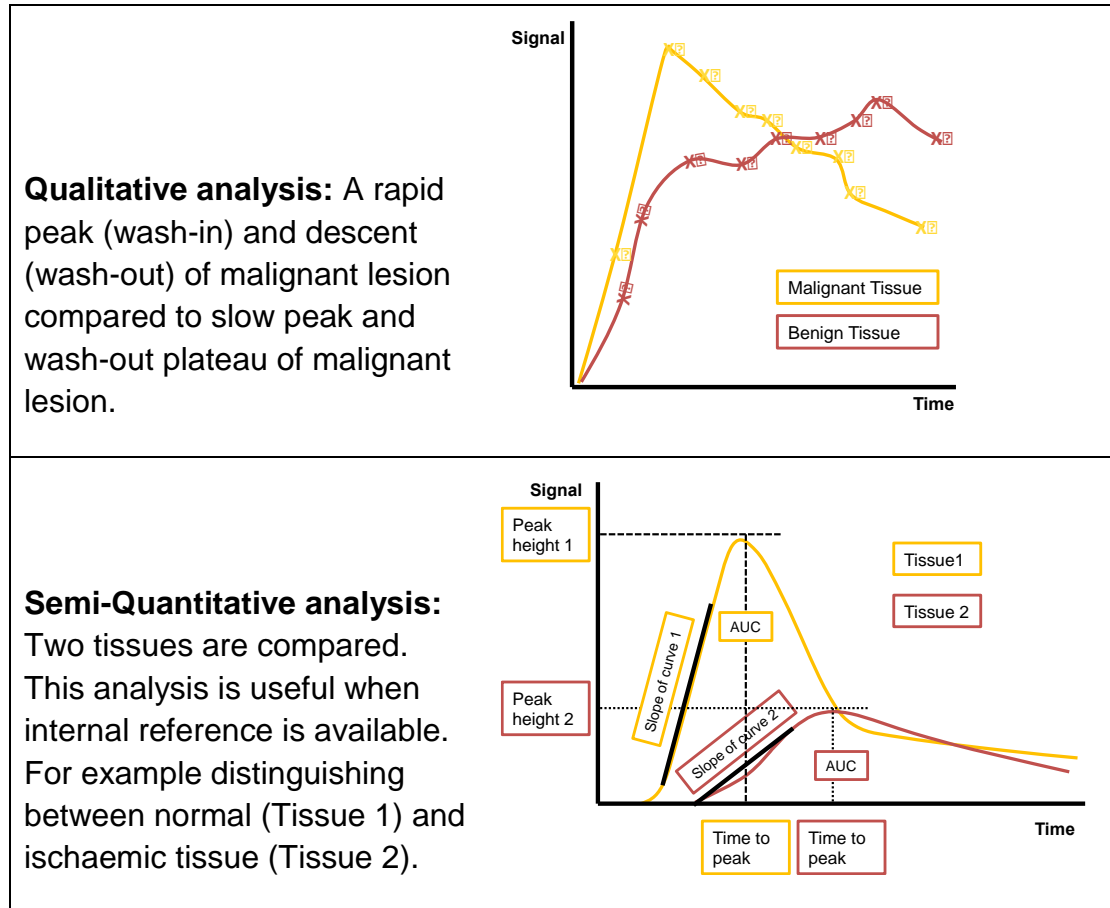 Qualitative analysis: A rapid
peak (wash-in) and descent
(wash-out) of malignant lesion
compared to slow peak and
wash-out plateau of malignant
lesion.
Signal
Malignant Tissue
Benign Tissue
Time
Semi-Quantitative analysis:
Two tissues are compared.
This analysis is useful when
internal reference is available.
For example distinguishing
between normal (Tissue 1) and
ischaemic tissue (Tissue 2).
Signal
Peak
height 1
Tissue1
Tissue 2
Slope of curve 1
AUC
Peak
height 2
Slope of curve 2
AUC
Time
Time to
peak
Time to
peak